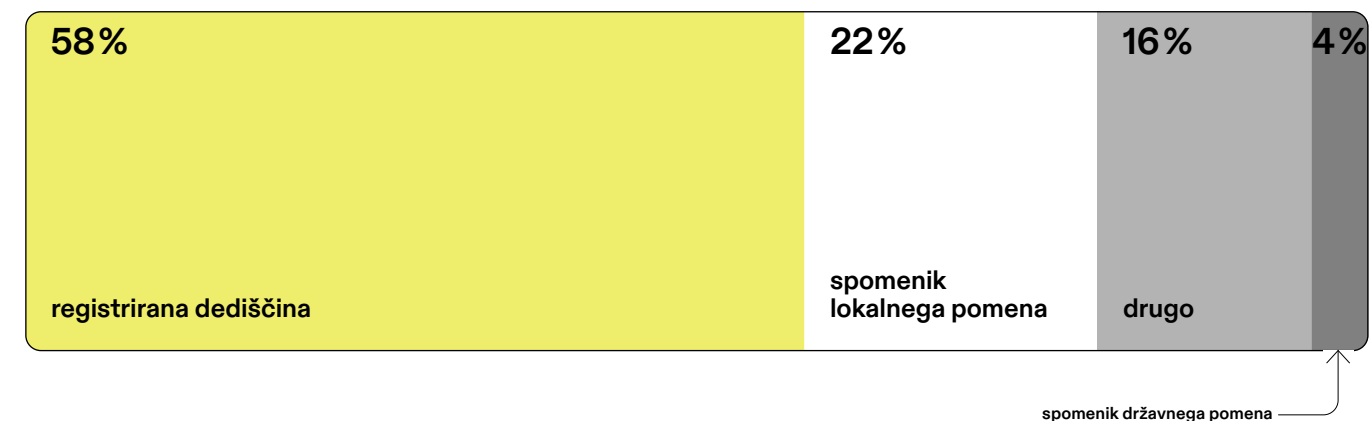 58%
registrirana dediščina
22%
spomenik
lokalnega pomena
16%
drugo
4%
spomenik državnega pomena